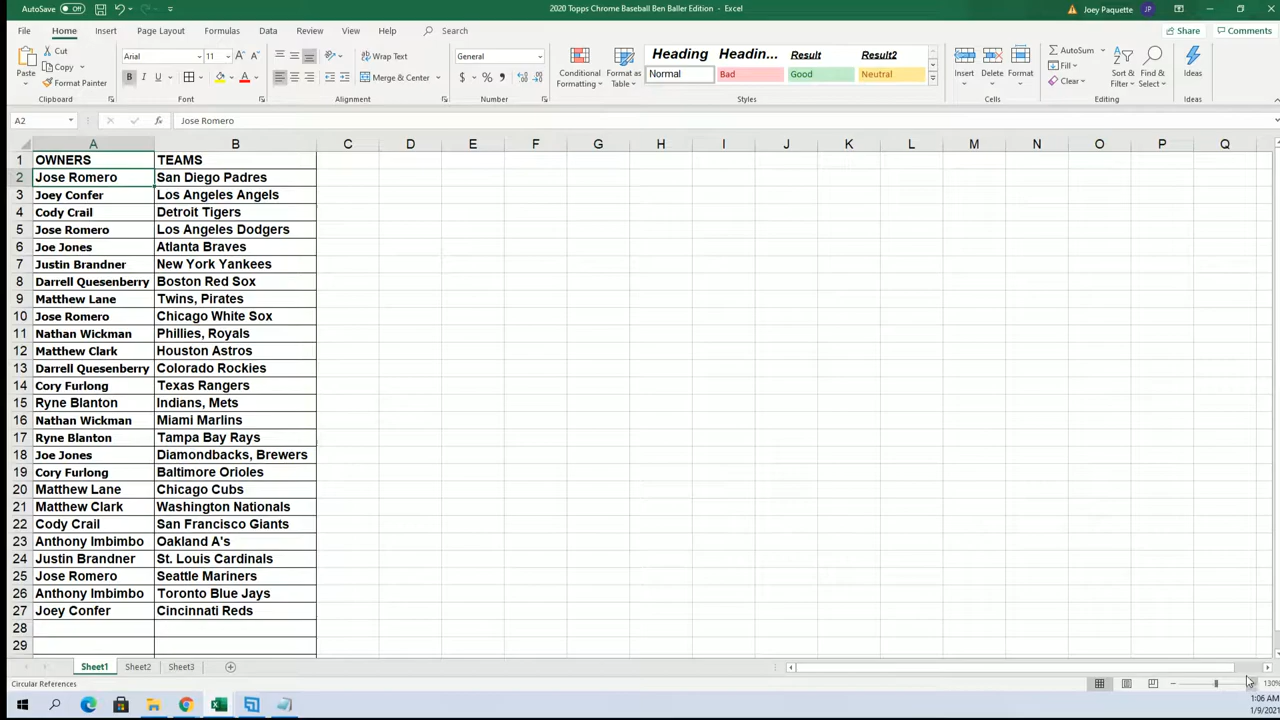 AutoSave Off 2020 Topps Chrome Baseball Ben Baller Edition - Excel Joey Paquette JP
File Home Insert Page Layout Formulas Data Review View Help Search Share Comments
Paste Cut Copy Format Painter Clipboard
Arial 11 B I U A A Font
Wrap Text Merge & Center Alignment
General $ % Number
Conditional Formatting Format as Table
Heading Headin... Result Result2
Normal Bad Good Neutral
Styles
Insert Delete Format Cells
AutoSum Fill Clear Sort & Filter Find & Select Editing
Ideas Ideas
A2 fx Jose Romero
A B C D E F G H I J K L M N O P Q
1 OWNERS TEAMS
2 Jose Romero San Diego Padres
3 Joey Confer Los Angeles Angels
4 Cody Crail Detroit Tigers
5 Jose Romero Los Angeles Dodgers
6 Joe Jones Atlanta Braves
7 Justin Brandner New York Yankees
8 Darrell Quesenberry Boston Red Sox
9 Matthew Lane Twins, Pirates
10 Jose Romero Chicago White Sox
11 Nathan Wickman Phillies, Royals
12 Matthew Clark Houston Astros
13 Darrell Quesenberry Colorado Rockies
14 Cory Furlong Texas Rangers
15 Ryne Blanton Indians, Mets
16 Nathan Wickman Miami Marlins
17 Ryne Blanton Tampa Bay Rays
18 Joe Jones Diamondbacks, Brewers
19 Cory Furlong Baltimore Orioles
20 Matthew Lane Chicago Cubs
21 Matthew Clark Washington Nationals
22 Cody Crail San Francisco Giants
23 Anthony Imbimbo Oakland A's
24 Justin Brandner St. Louis Cardinals
25 Jose Romero Seattle Mariners
26 Anthony Imbimbo Toronto Blue Jays
27 Joey Confer Cincinnati Reds
28
29
Sheet1 Sheet2 Sheet3
Circular References 130%
1:06 AM
1/9/2021